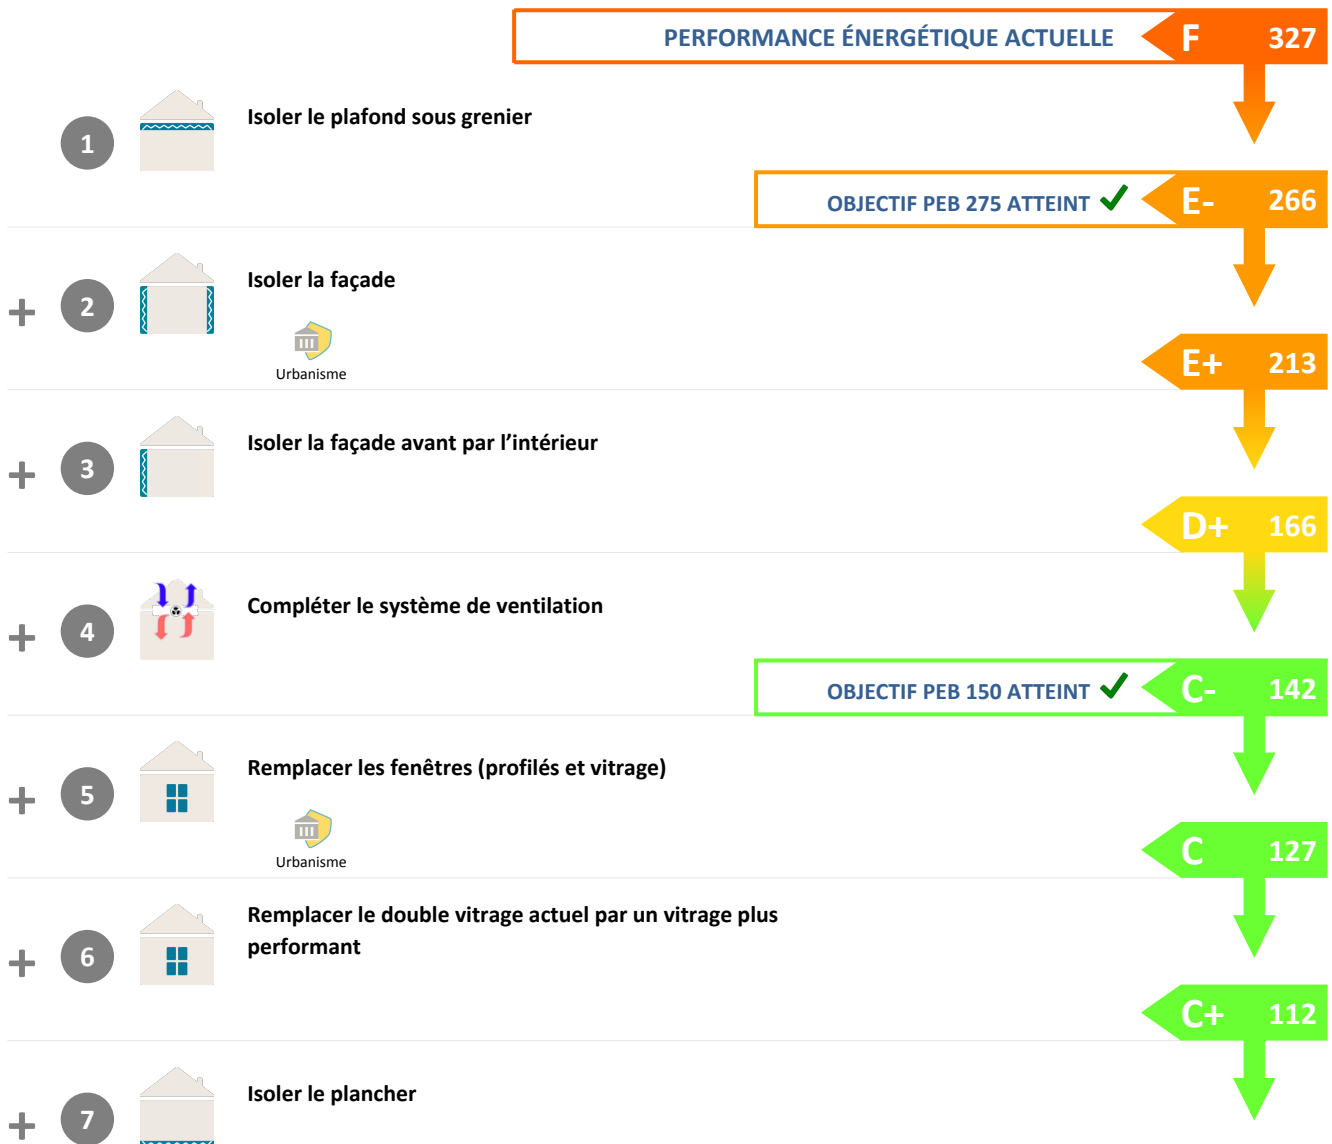 PERFORMANCE ÉNERGÉTIQUE ACTUELLE F 327
1 Isoler le plafond sous grenier
OBJECTIF PEB 275 ATTEINT E- 266
+ 2 Isoler la façade
Urbanisme
E+ 213
+ 3 Isoler la façade avant par l’intérieur
D+ 166
+ 4 Compléter le système de ventilation
OBJECTIF PEB 150 ATTEINT C- 142
+ 5 Remplacer les fenêtres (profilés et vitrage)
Urbanisme
C 127
+ 6 Remplacer le double vitrage actuel par un vitrage plus
performant
C+ 112
+ 7 Isoler le plancher